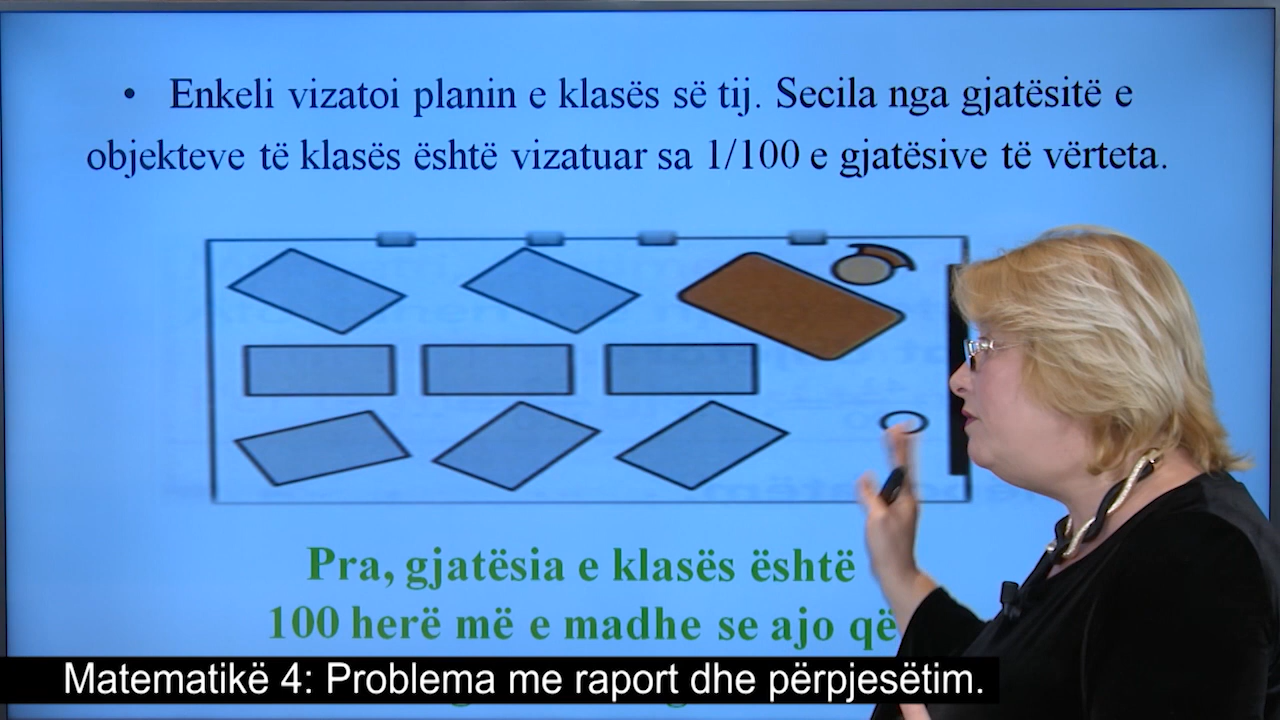 • Enkeli vizatoi planin e klasës së tij. Secila nga gjatësitë e
objekteve të klasës është vizatuar sa 1/100 e gjatësive të vërteta.
Pra, gjatësia e klasës është
100 herë më e madhe se ajo që
Matematikë 4: Problema me raport dhe përpjesëtim.